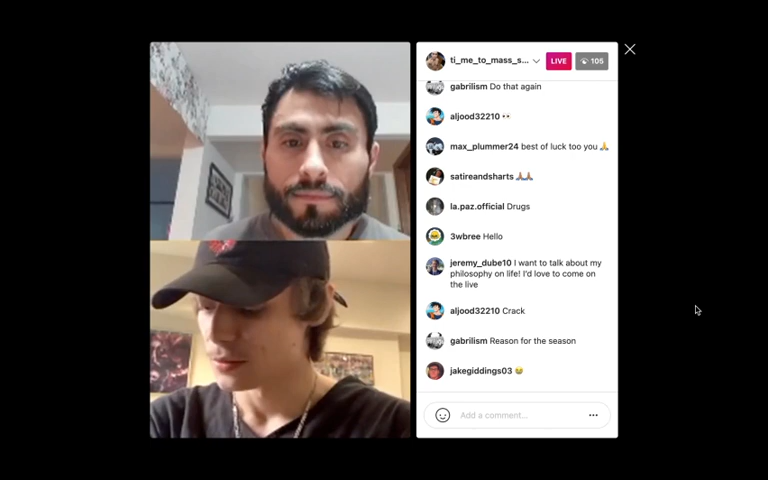 ti_me_to_mass_s...
LIVE
105
gabrilism Do that again
aljood32210 👀
max_plummer24 best of luck too you 🙏
satireandsharts 🙏🏽🙏🏽
la.paz.official Drugs
3wbree Hello
jeremy_dube10 I want to talk about my
philosophy on life! I'd love to come on
the live
aljood32210 Crack
gabrilism Reason for the season
jakegiddings03 😂
Add a comment...